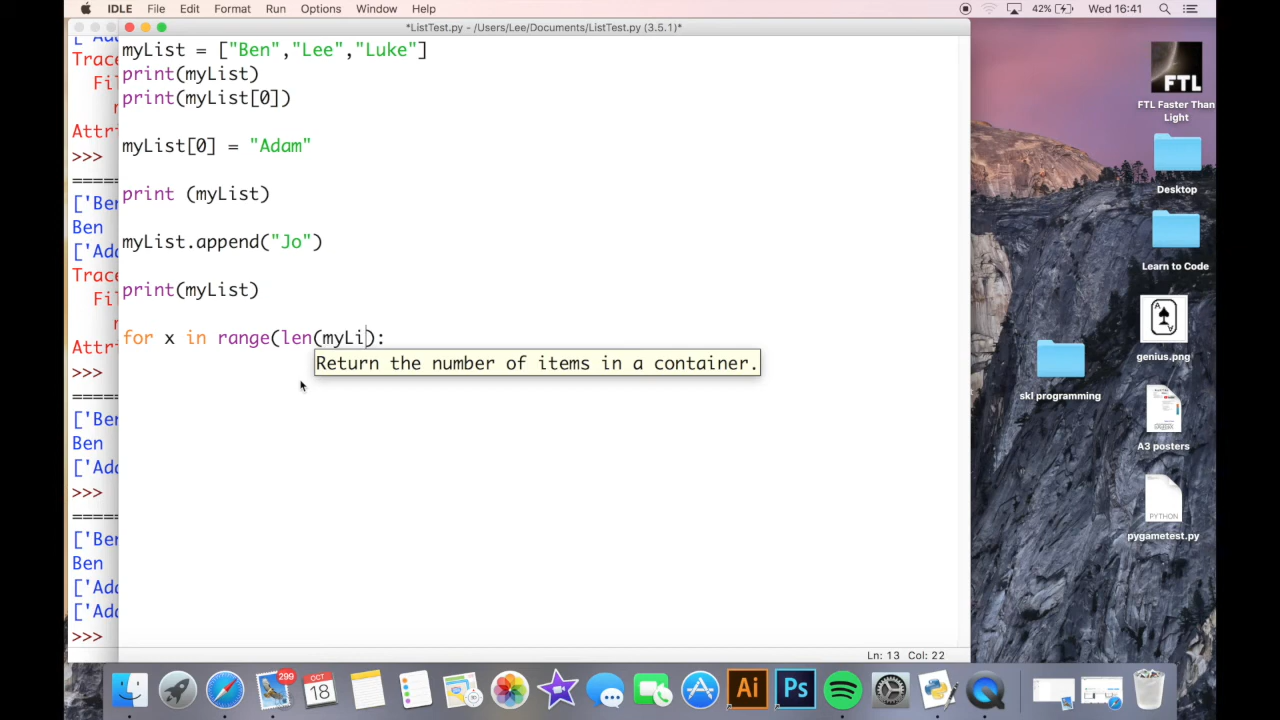 IDLE File Edit Format Run Options Window Help 42% Wed 16:41
*ListTest.py - /Users/Lee/Documents/ListTest.py (3.5.1)*
myList = ["Ben","Lee","Luke"]
print(myList)
print(myList[0])
myList[0] = "Adam"
print (myList)
myList.append("Jo")
print(myList)
for x in range(len(myLi):
Return the number of items in a container.
Ln: 13 Col: 22
Trace
Fi
Attr
>>>
=====
['Ber
Ben
['Ada
Trace
Fi
Attr
>>>
=====
['Ber
Ben
['Ada
>>>
=====
['Ber
Ben
['Ada
['Ada
>>>
FTL
FTL Faster Than
Light
Desktop
Learn to Code
genius.png
skl programming
A3 posters
PYTHON
pygametest.py
299
OCT
18
Ai
Ps